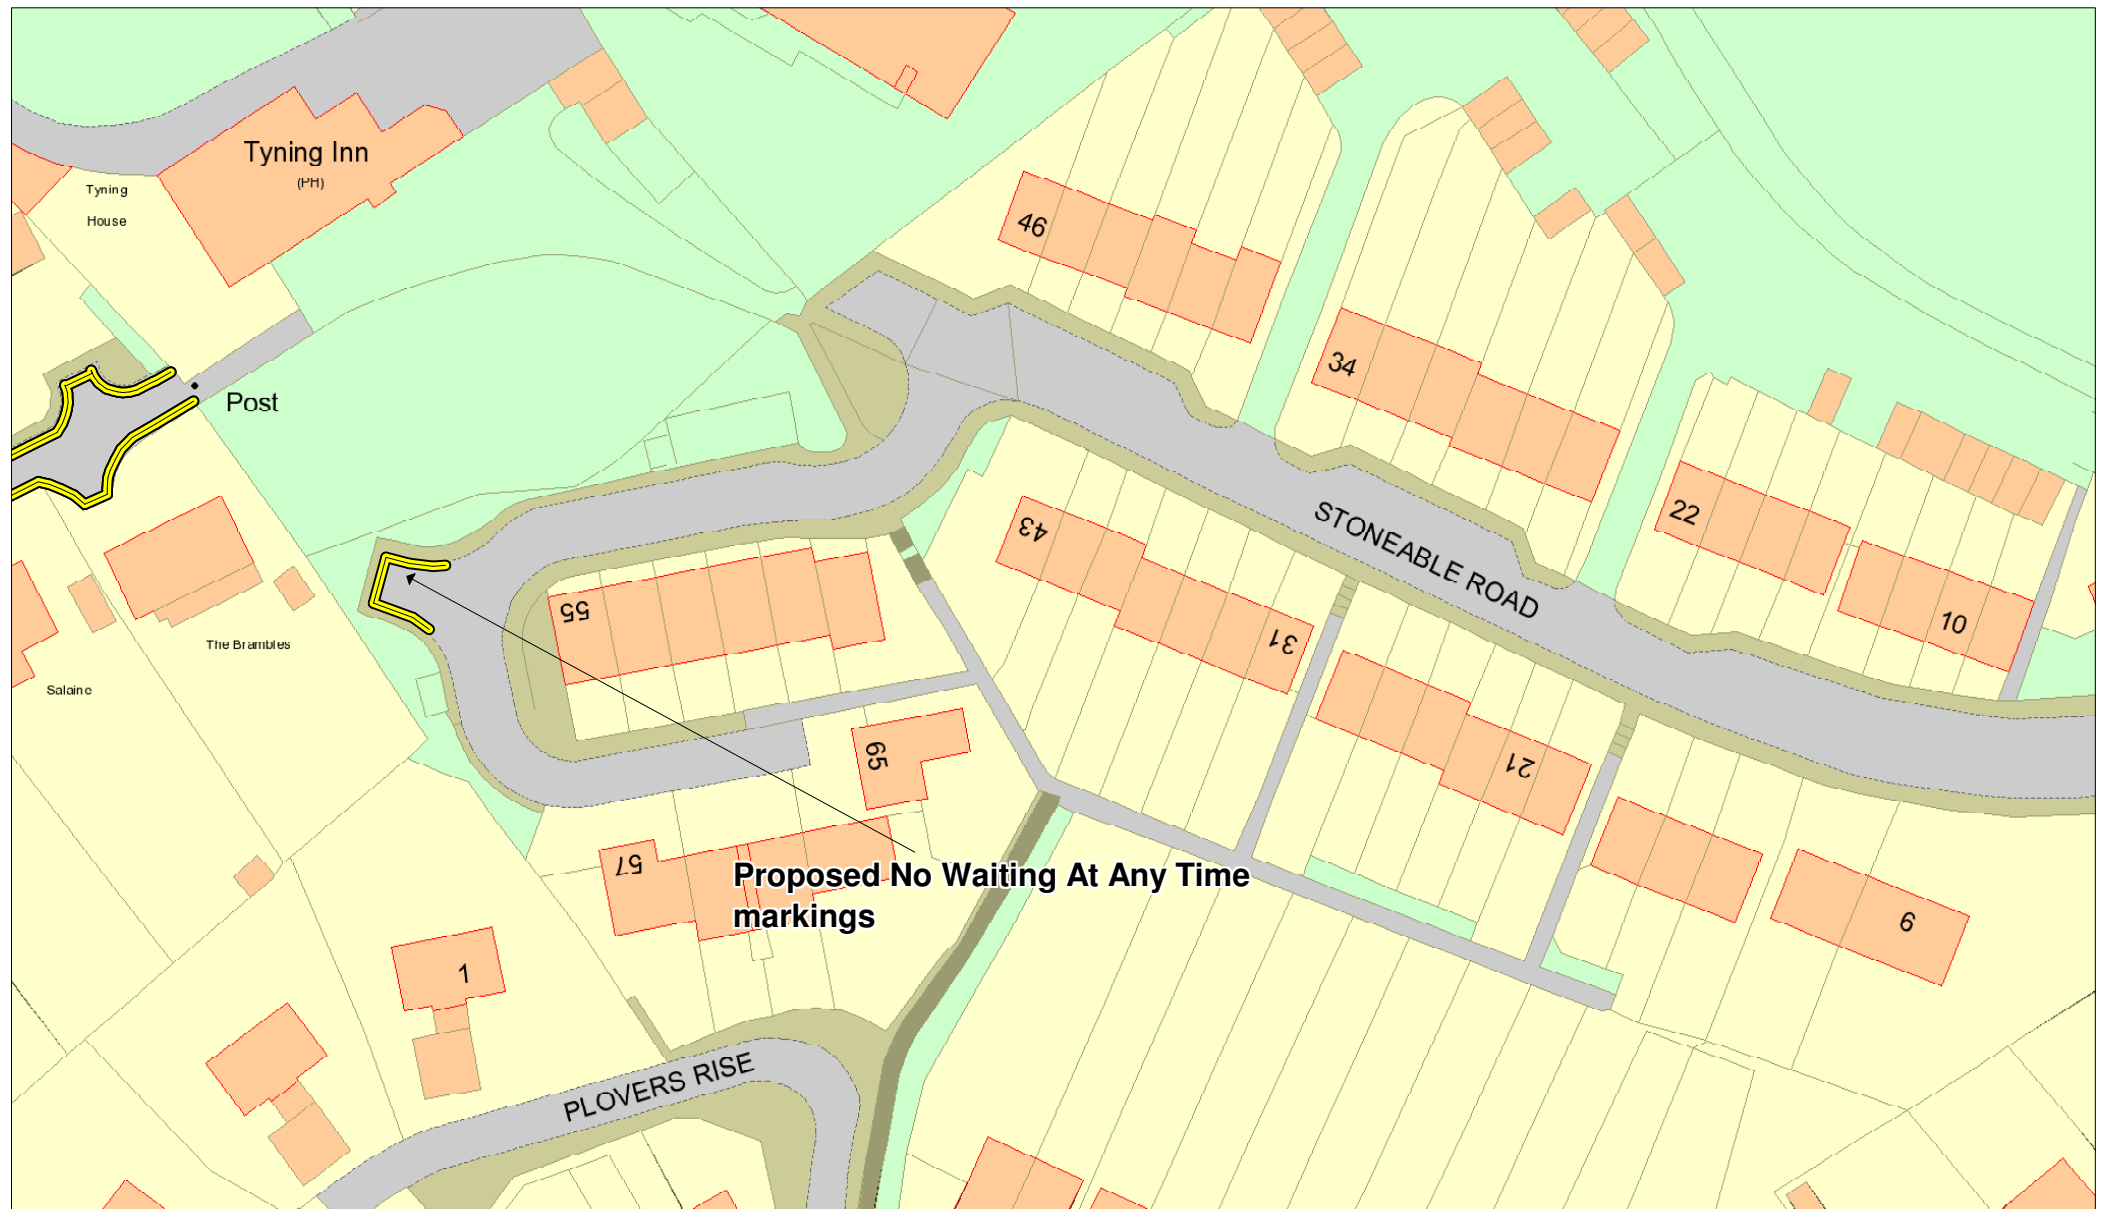 Tyning Inn
(PH)
Tyning
House
46
34
Post
22
STONEABLE ROAD
43
55
10
31
The Brambles
Salaine
65
21
57
Proposed No Waiting At Any Time
markings
6
1
PLOVERS RISE